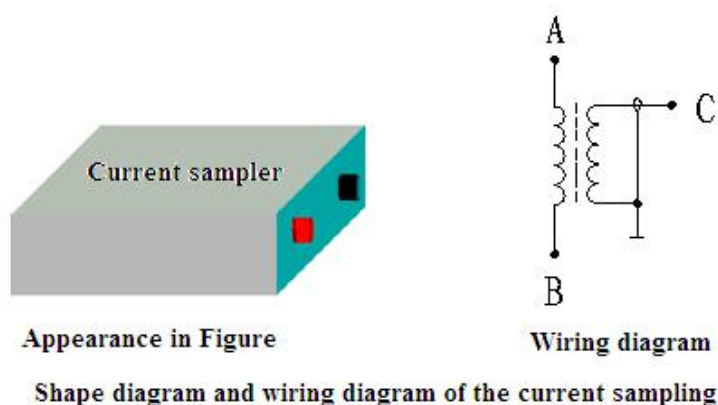 A
C
Current sampler
B
Appearance in Figure
Wiring diagram
Shape diagram and wiring diagram of the current sampling